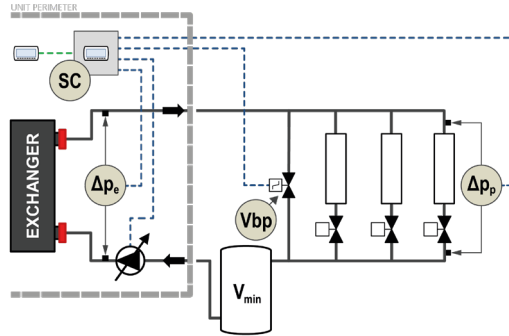 UNIT PERIMETER
SC
EXCHANGER
Δpe
Δpp
Vbp
Vmin